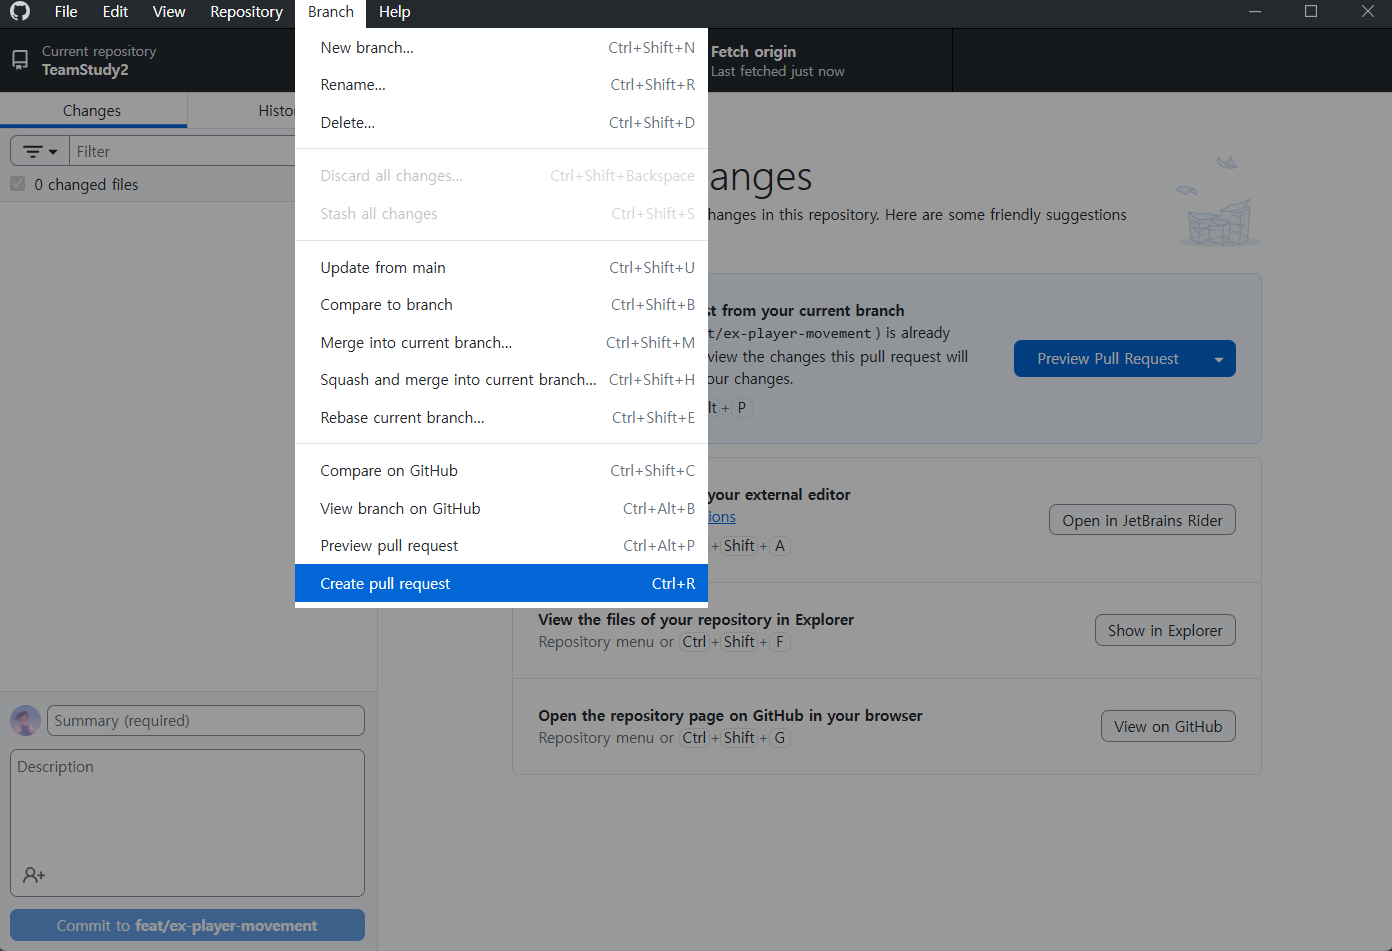 File Edit View Repository Branch Help
Current repository
TeamStudy2
Fetch origin
Last fetched just now
Changes
Histo
Filter
0 changed files
New branch... Ctrl+Shift+N
Rename... Ctrl+Shift+R
Delete... Ctrl+Shift+D
Discard all changes... Ctrl+Shift+Backspace
Stash all changes Ctrl+Shift+S
Update from main Ctrl+Shift+U
Compare to branch Ctrl+Shift+B
Merge into current branch... Ctrl+Shift+M
Squash and merge into current branch... Ctrl+Shift+H
Rebase current branch... Ctrl+Shift+E
Compare on GitHub Ctrl+Shift+C
View branch on GitHub Ctrl+Alt+B
Preview pull request Ctrl+Alt+P
Create pull request Ctrl+R
anges
hanges in this repository. Here are some friendly suggestions
st from your current branch
t/ex-player-movement ) is already
view the changes this pull request will
our changes.
lt + P
Preview Pull Request
your external editor
ions
+ Shift + A
Open in JetBrains Rider
View the files of your repository in Explorer
Repository menu or Ctrl + Shift + F
Show in Explorer
Open the repository page on GitHub in your browser
Repository menu or Ctrl + Shift + G
View on GitHub
Summary (required)
Description
Commit to feat/ex-player-movement